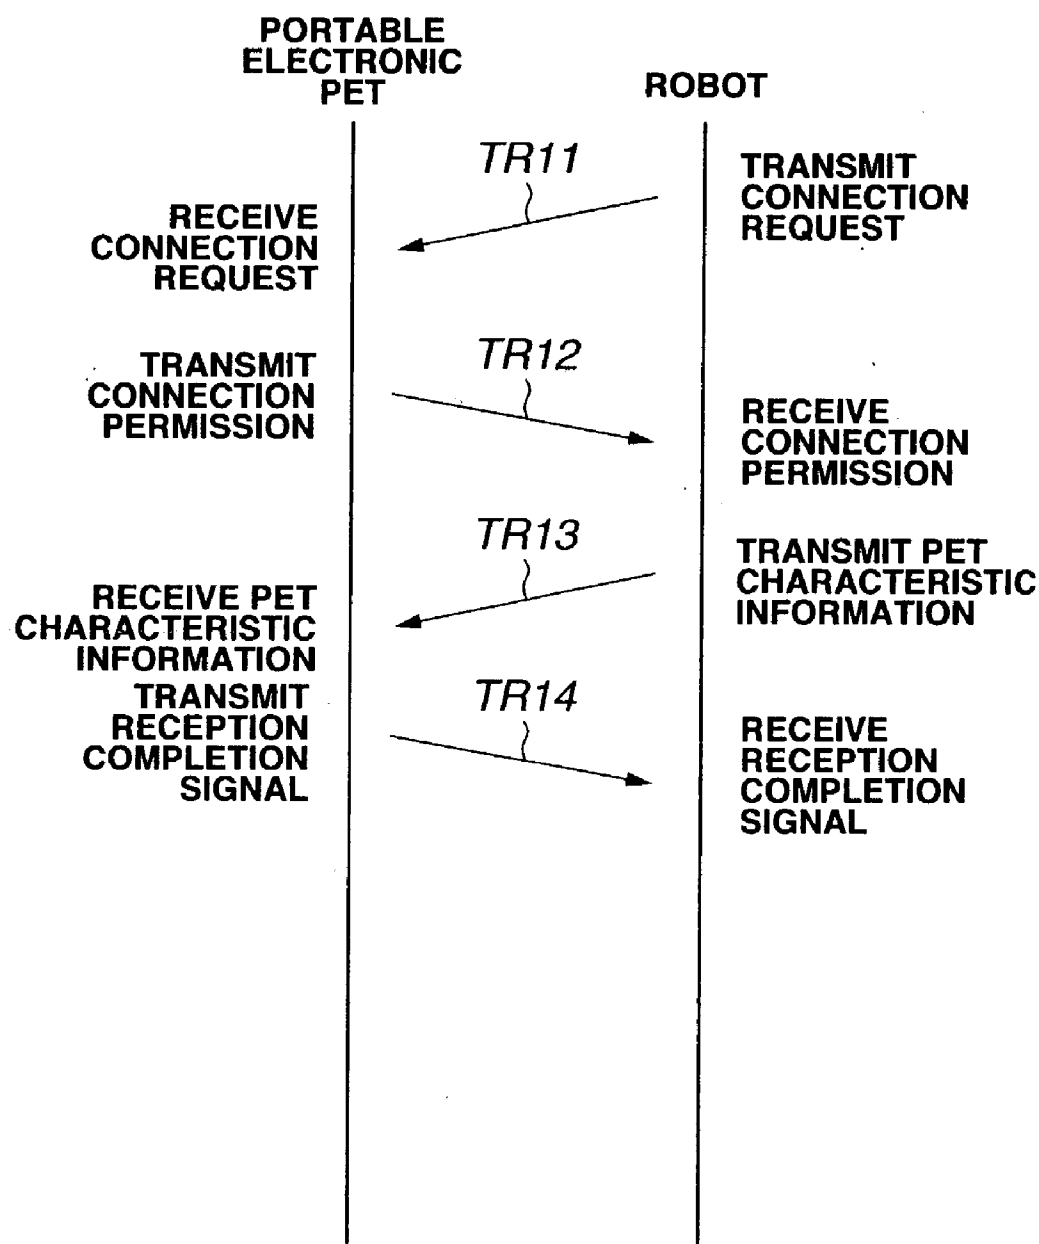 PORTABLE
ELECTRONIC
PET
ROBOT
TR11
TRANSMIT
CONNECTION
REQUEST
RECEIVE
CONNECTION
REQUEST
TR12
TRANSMIT
CONNECTION
PERMISSION
RECEIVE
CONNECTION
PERMISSION
TR13
TRANSMIT PET
CHARACTERISTIC
INFORMATION
RECEIVE PET
CHARACTERISTIC
INFORMATION
TR14
TRANSMIT
RECEPTION
COMPLETION
SIGNAL
RECEIVE
RECEPTION
COMPLETION
SIGNAL